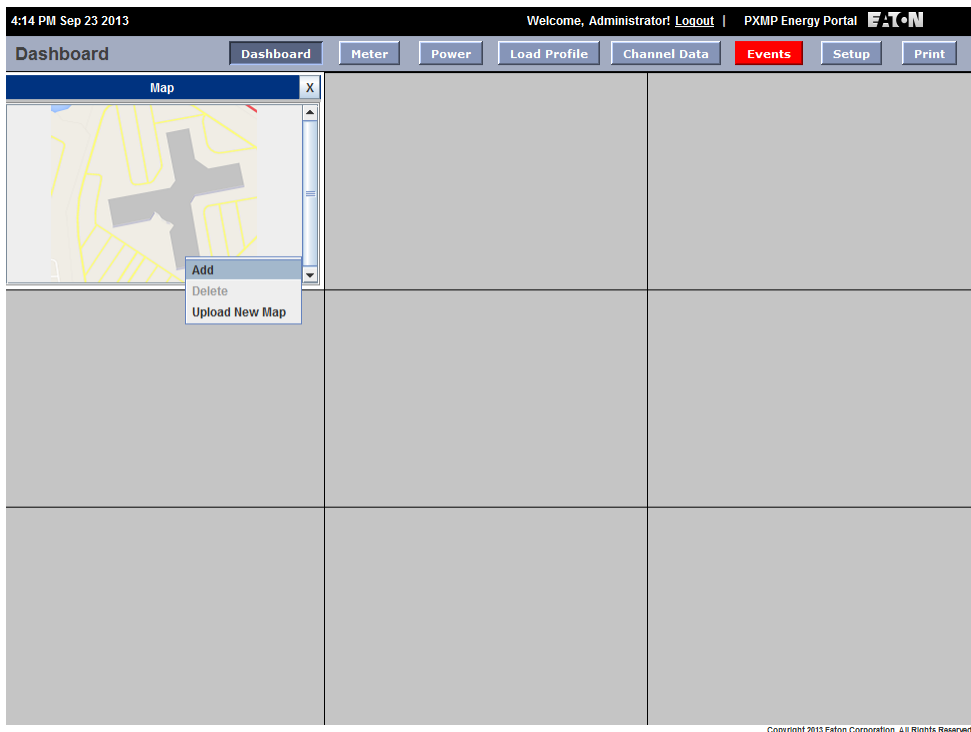 4:14 PM Sep 23 2013 Welcome, Administrator! Logout | PXMP Energy Portal EATON
Dashboard Dashboard Meter Power Load Profile Channel Data Events Setup Print
Map X
Add
Delete
Upload New Map
Copyright 2013 Eaton Corporation. All Rights Reserved